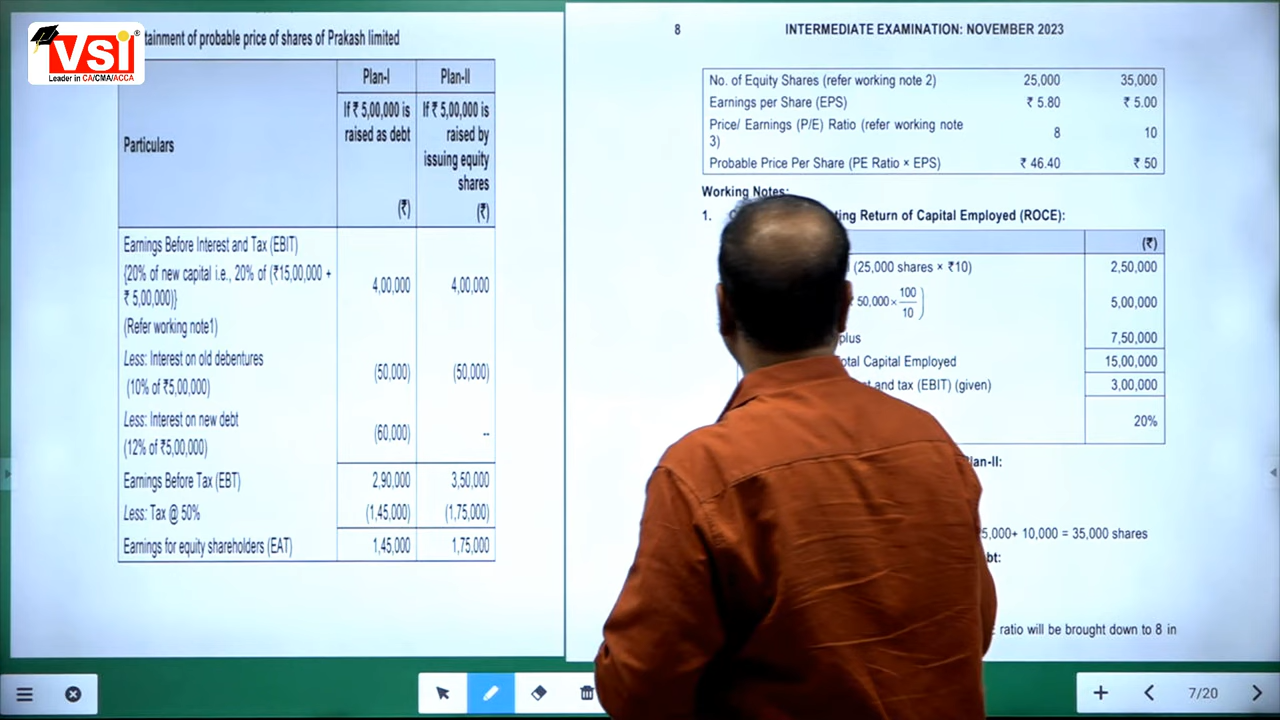 VSI
Leader in CA/CMA/ACCA
tainment of probable price of shares of Prakash limited
Particulars
Plan-I
Plan-II
If ₹ 5,00,000 is raised as debt
(₹)
If ₹ 5,00,000 is raised by issuing equity shares
(₹)
Earnings Before Interest and Tax (EBIT)
{20% of new capital i.e., 20% of (₹15,00,000 +
₹ 5,00,000)}
(Refer working note1)
4,00,000 4,00,000
Less: Interest on old debentures
(10% of ₹5,00,000)
(50,000) (50,000)
Less: Interest on new debt
(12% of ₹5,00,000)
(60,000) --
Earnings Before Tax (EBT) 2,90,000 3,50,000
Less: Tax @ 50% (1,45,000) (1,75,000)
Earnings for equity shareholders (EAT) 1,45,000 1,75,000
8 INTERMEDIATE EXAMINATION: NOVEMBER 2023
No. of Equity Shares (refer working note 2) 25,000 35,000
Earnings per Share (EPS) ₹ 5.80 ₹ 5.00
Price/ Earnings (P/E) Ratio (refer working note
3) 8 10
Probable Price Per Share (PE Ratio × EPS) ₹ 46.40 ₹ 50
Working Notes:
1. ting Return of Capital Employed (ROCE):
(₹)
(25,000 shares × ₹10) 2,50,000
50,000 × 100/10) 5,00,000
plus 7,50,000
otal Capital Employed 15,00,000
st and tax (EBIT) (given) 3,00,000
20%
lan-II:
5,000+ 10,000 = 35,000 shares
bt:
ratio will be brought down to 8 in
7/20